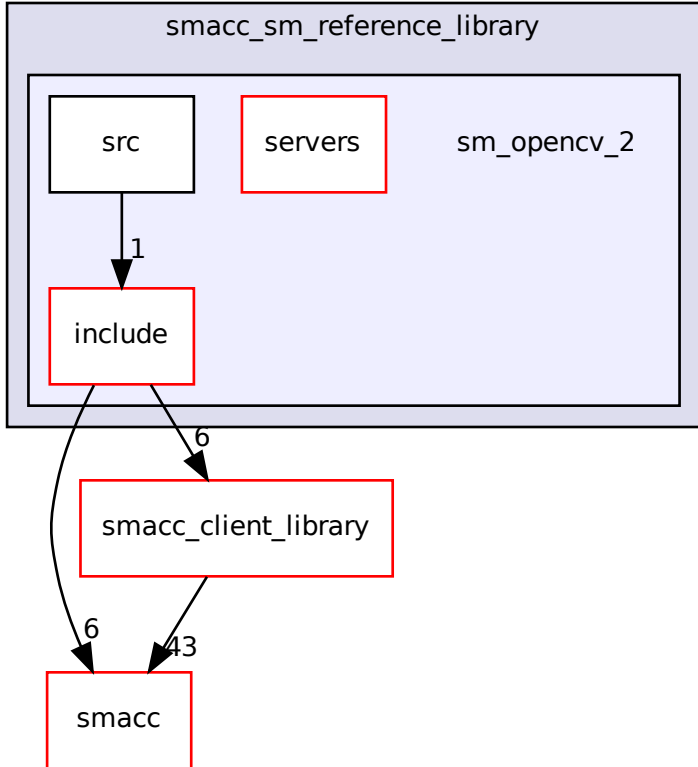 smacc_sm_reference_library
src
servers
sm_opencv_2
1
include
6
smacc_client_library
6
43
smacc